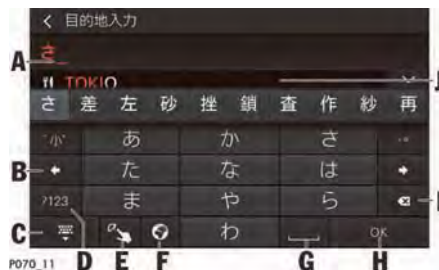 目的地入力
さ_
A
TOKIO
J
さ 差 左 砂 挫 鎖 査 作 紗 再
小 あ か さ
B た な は
?123 ま や ら
C わ OK
D E F G H
P070_11